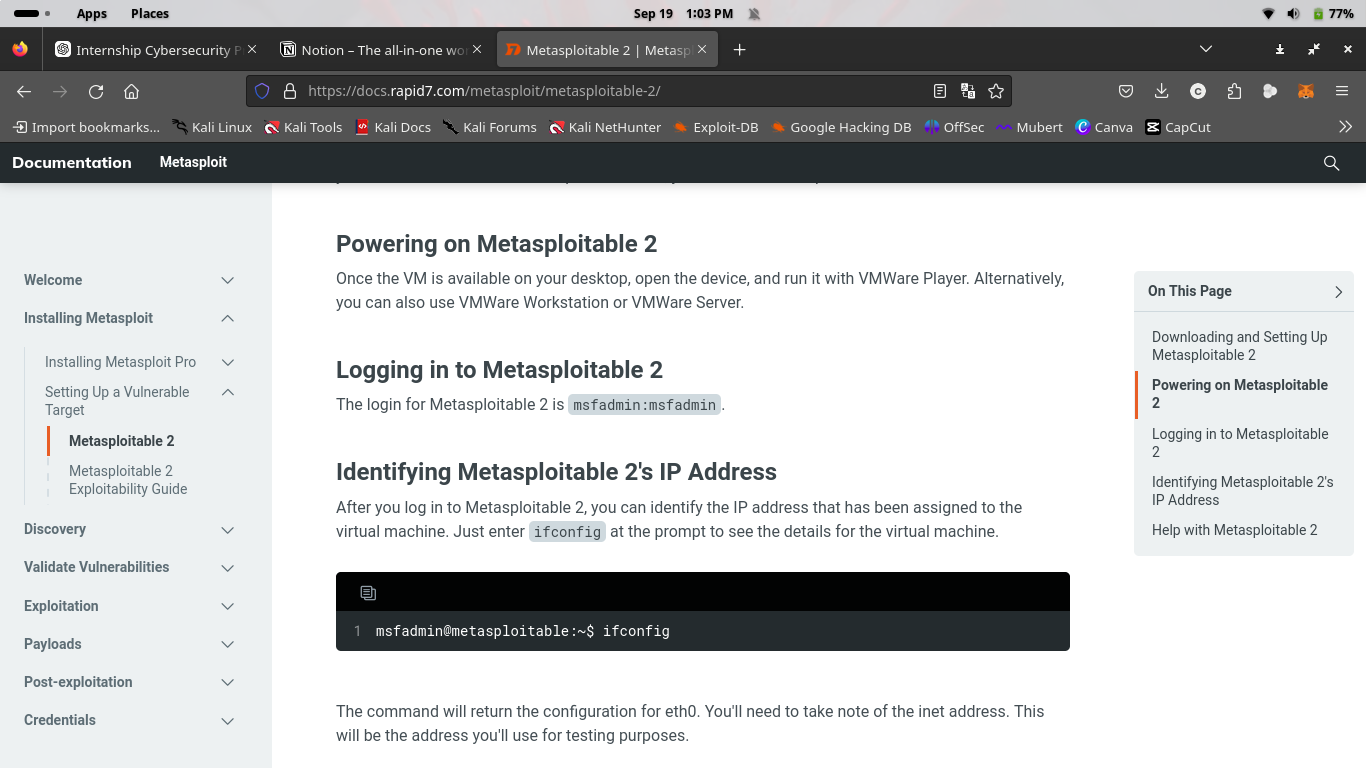 Apps Places Sep 19 1:03 PM 77%
Internship Cybersecurity P Notion – The all-in-one wo Metasploitable 2 | Metasp
https://docs.rapid7.com/metasploit/metasploitable-2/
Import bookmarks... Kali Linux Kali Tools Kali Docs Kali Forums Kali NetHunter Exploit-DB Google Hacking DB OffSec Mubert Canva CapCut
Documentation Metasploit
Welcome
Installing Metasploit
Installing Metasploit Pro
Setting Up a Vulnerable
Target
Metasploitable 2
Metasploitable 2
Exploitability Guide
Discovery
Validate Vulnerabilities
Exploitation
Payloads
Post-exploitation
Credentials
Powering on Metasploitable 2
Once the VM is available on your desktop, open the device, and run it with VMWare Player. Alternatively,
you can also use VMWare Workstation or VMWare Server.
Logging in to Metasploitable 2
The login for Metasploitable 2 is msfadmin:msfadmin.
Identifying Metasploitable 2's IP Address
After you log in to Metasploitable 2, you can identify the IP address that has been assigned to the
virtual machine. Just enter ifconfig at the prompt to see the details for the virtual machine.
1 msfadmin@metasploitable:~$ ifconfig
The command will return the configuration for eth0. You'll need to take note of the inet address. This
will be the address you'll use for testing purposes.
On This Page
Downloading and Setting Up
Metasploitable 2
Powering on Metasploitable
2
Logging in to Metasploitable
2
Identifying Metasploitable 2's
IP Address
Help with Metasploitable 2